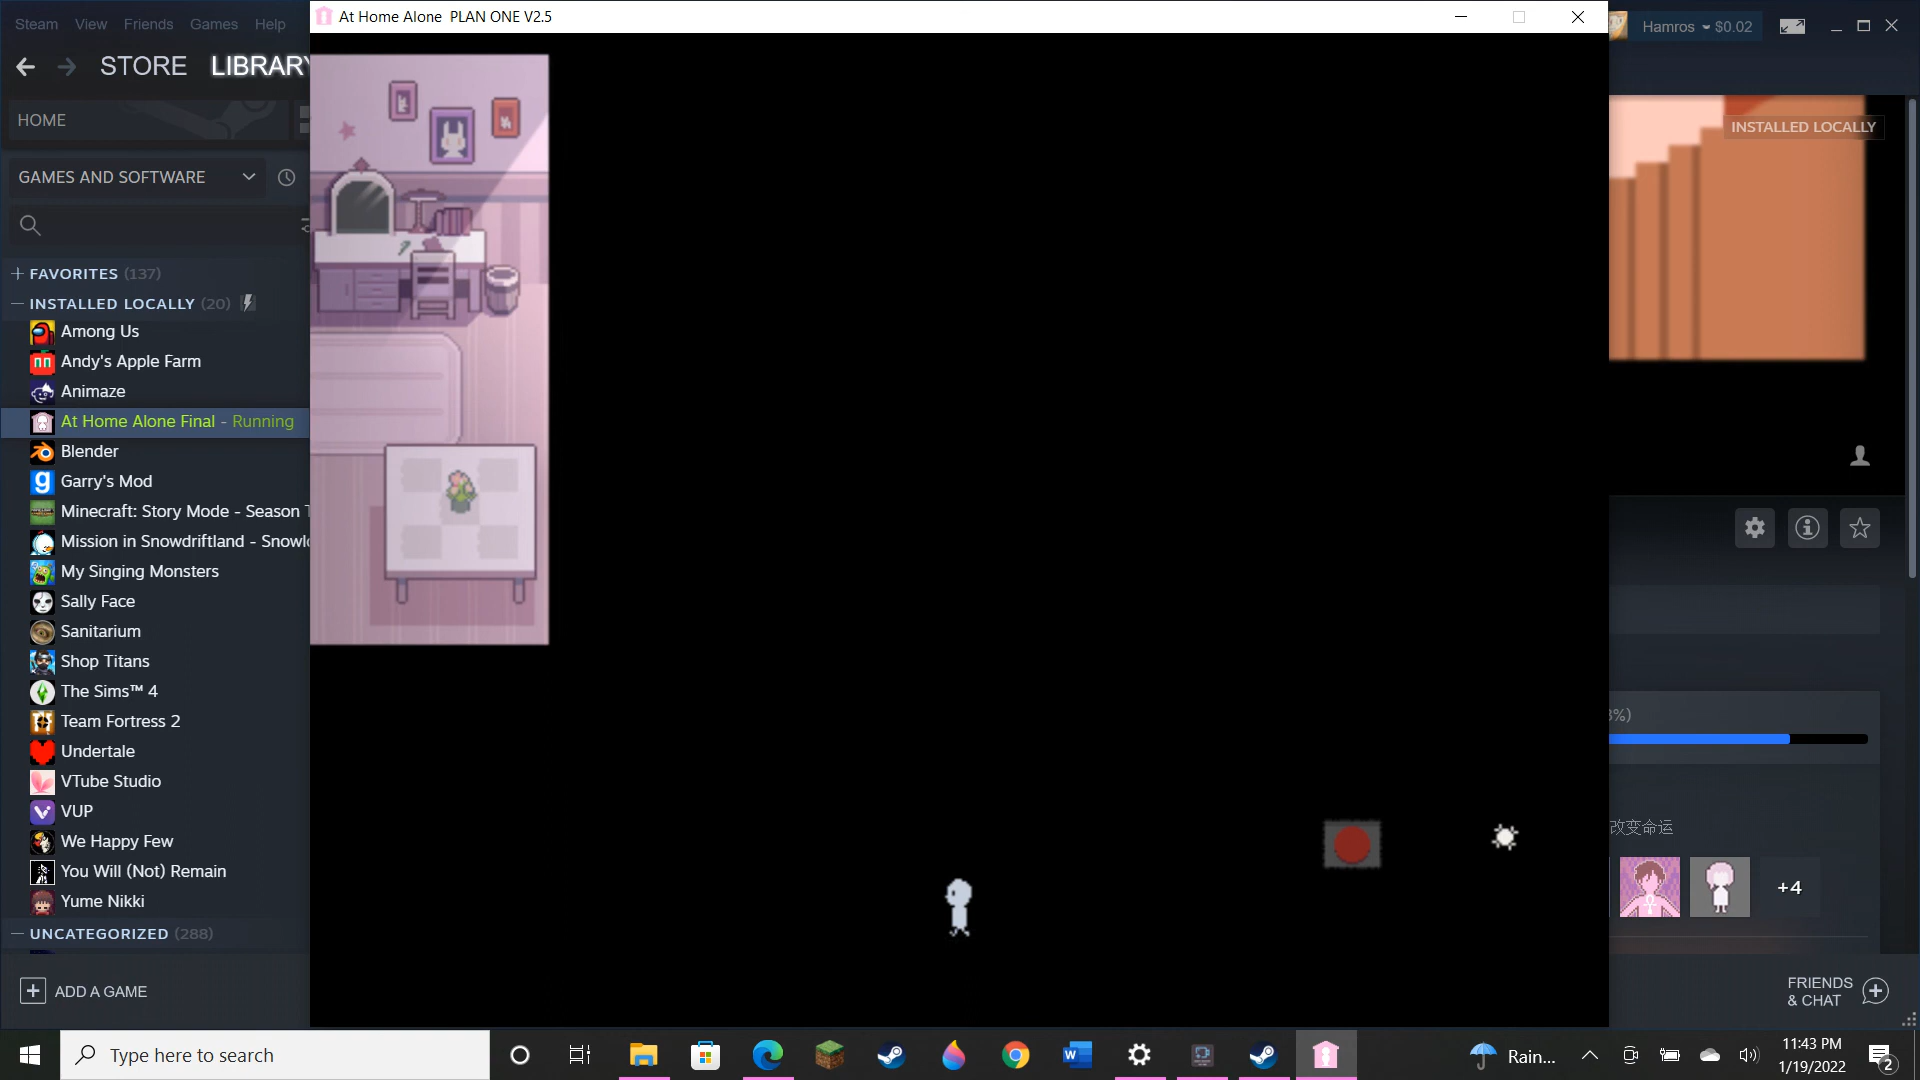 Steam View Friends Games Help
At Home Alone PLAN ONE V2.5
Hamros $0.02
STORE LIBRARY
HOME
INSTALLED LOCALLY
GAMES AND SOFTWARE
FAVORITES (137)
INSTALLED LOCALLY (20)
Among Us
Andy's Apple Farm
Animaze
At Home Alone Final - Running
Blender
Garry's Mod
Minecraft: Story Mode - Season
Mission in Snowdriftland -
My Singing Monsters
Sally Face
Sanitarium
Shop Titans
The Sims™ 4
Team Fortress 2
Undertale
VTube Studio
VUP
We Happy Few
You Will (Not) Remain
Yume Nikki
UNCATEGORIZED (288)
%)
改变命运
+4
ADD A GAME
FRIENDS
& CHAT
Type here to search
Rain...
11:43 PM
1/19/2022
2